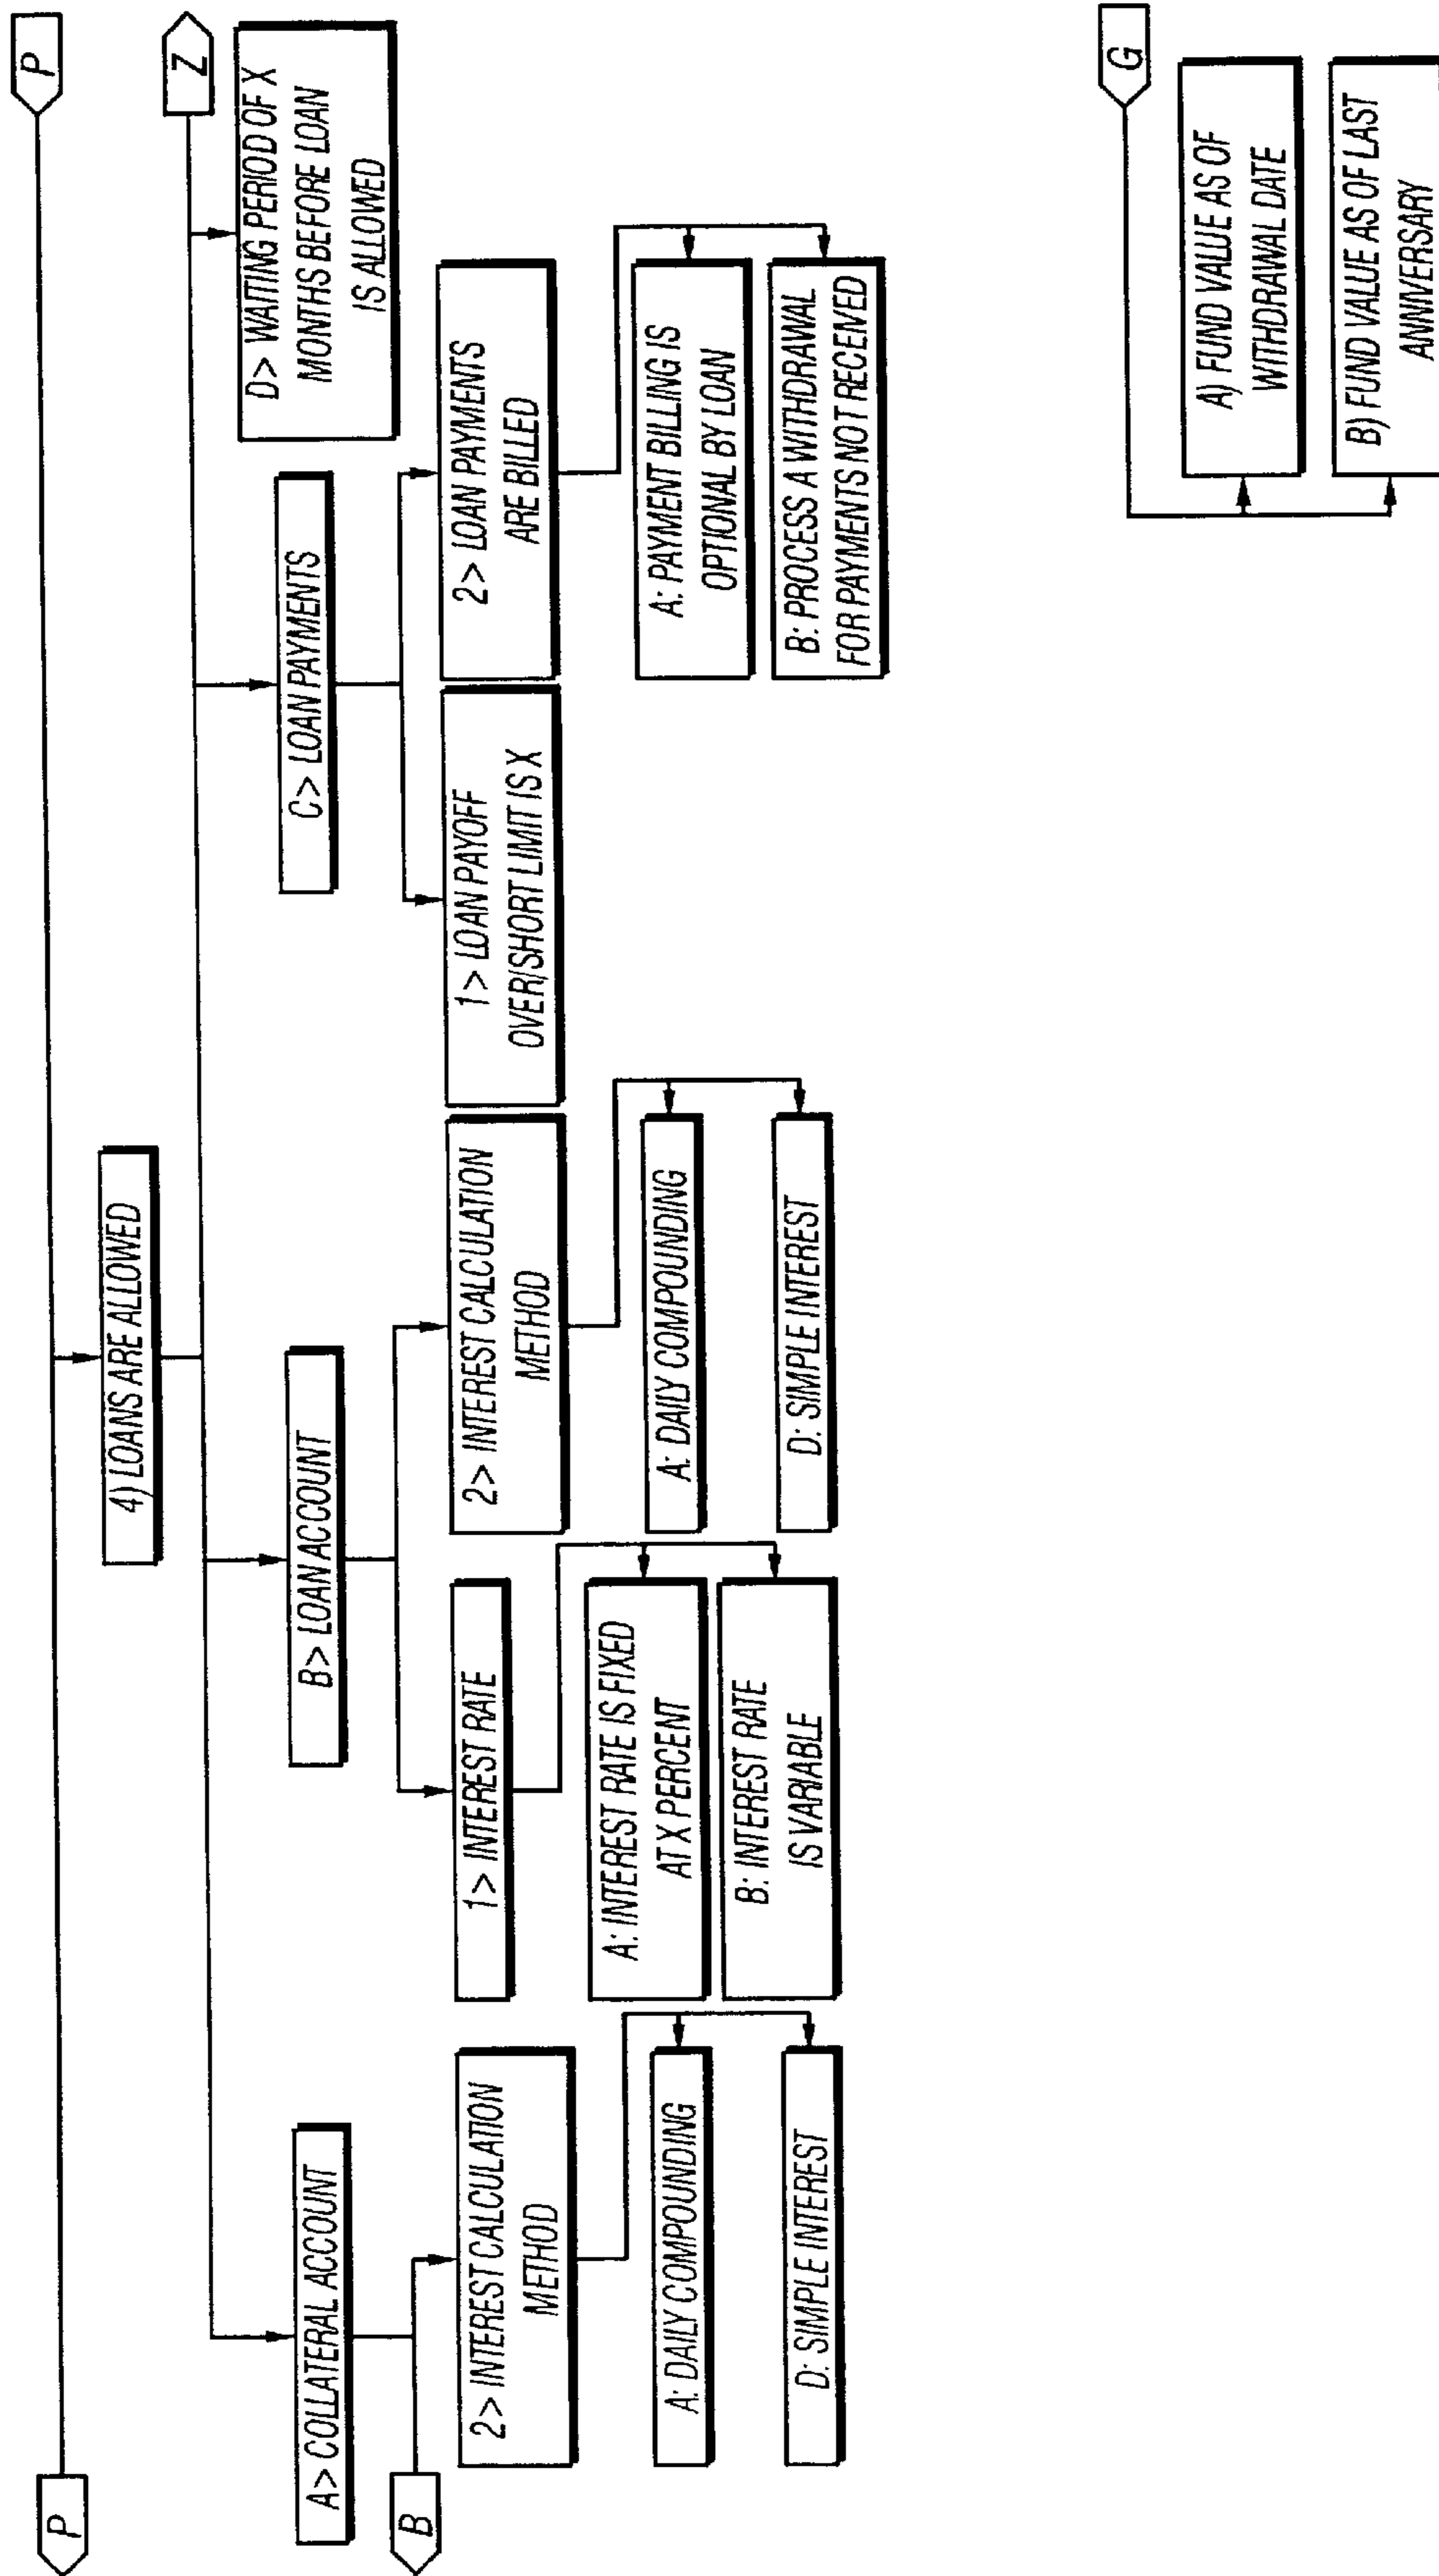 P
P
4) LOANS ARE ALLOWED
Z
A> COLLATERAL ACCOUNT
B> LOAN ACCOUNT
C> LOAN PAYMENTS
D> WAITING PERIOD OF X
MONTHS BEFORE LOAN
IS ALLOWED
B
2> INTEREST CALCULATION
METHOD
A: DAILY COMPOUNDING
D: SIMPLE INTEREST
1> INTEREST RATE
A: INTEREST RATE IS FIXED
AT X PERCENT
B: INTEREST RATE
IS VARIABLE
2> INTEREST CALCULATION
METHOD
A: DAILY COMPOUNDING
D: SIMPLE INTEREST
1> LOAN PAYOFF
OVER/SHORT LIMIT IS X
2> LOAN PAYMENTS
ARE BILLED
A: PAYMENT BILLING IS
OPTIONAL BY LOAN
B: PROCESS A WITHDRAWAL
FOR PAYMENTS NOT RECEIVED
G
A) FUND VALUE AS OF
WITHDRAWAL DATE
B) FUND VALUE AS OF LAST
ANNIVERSARY